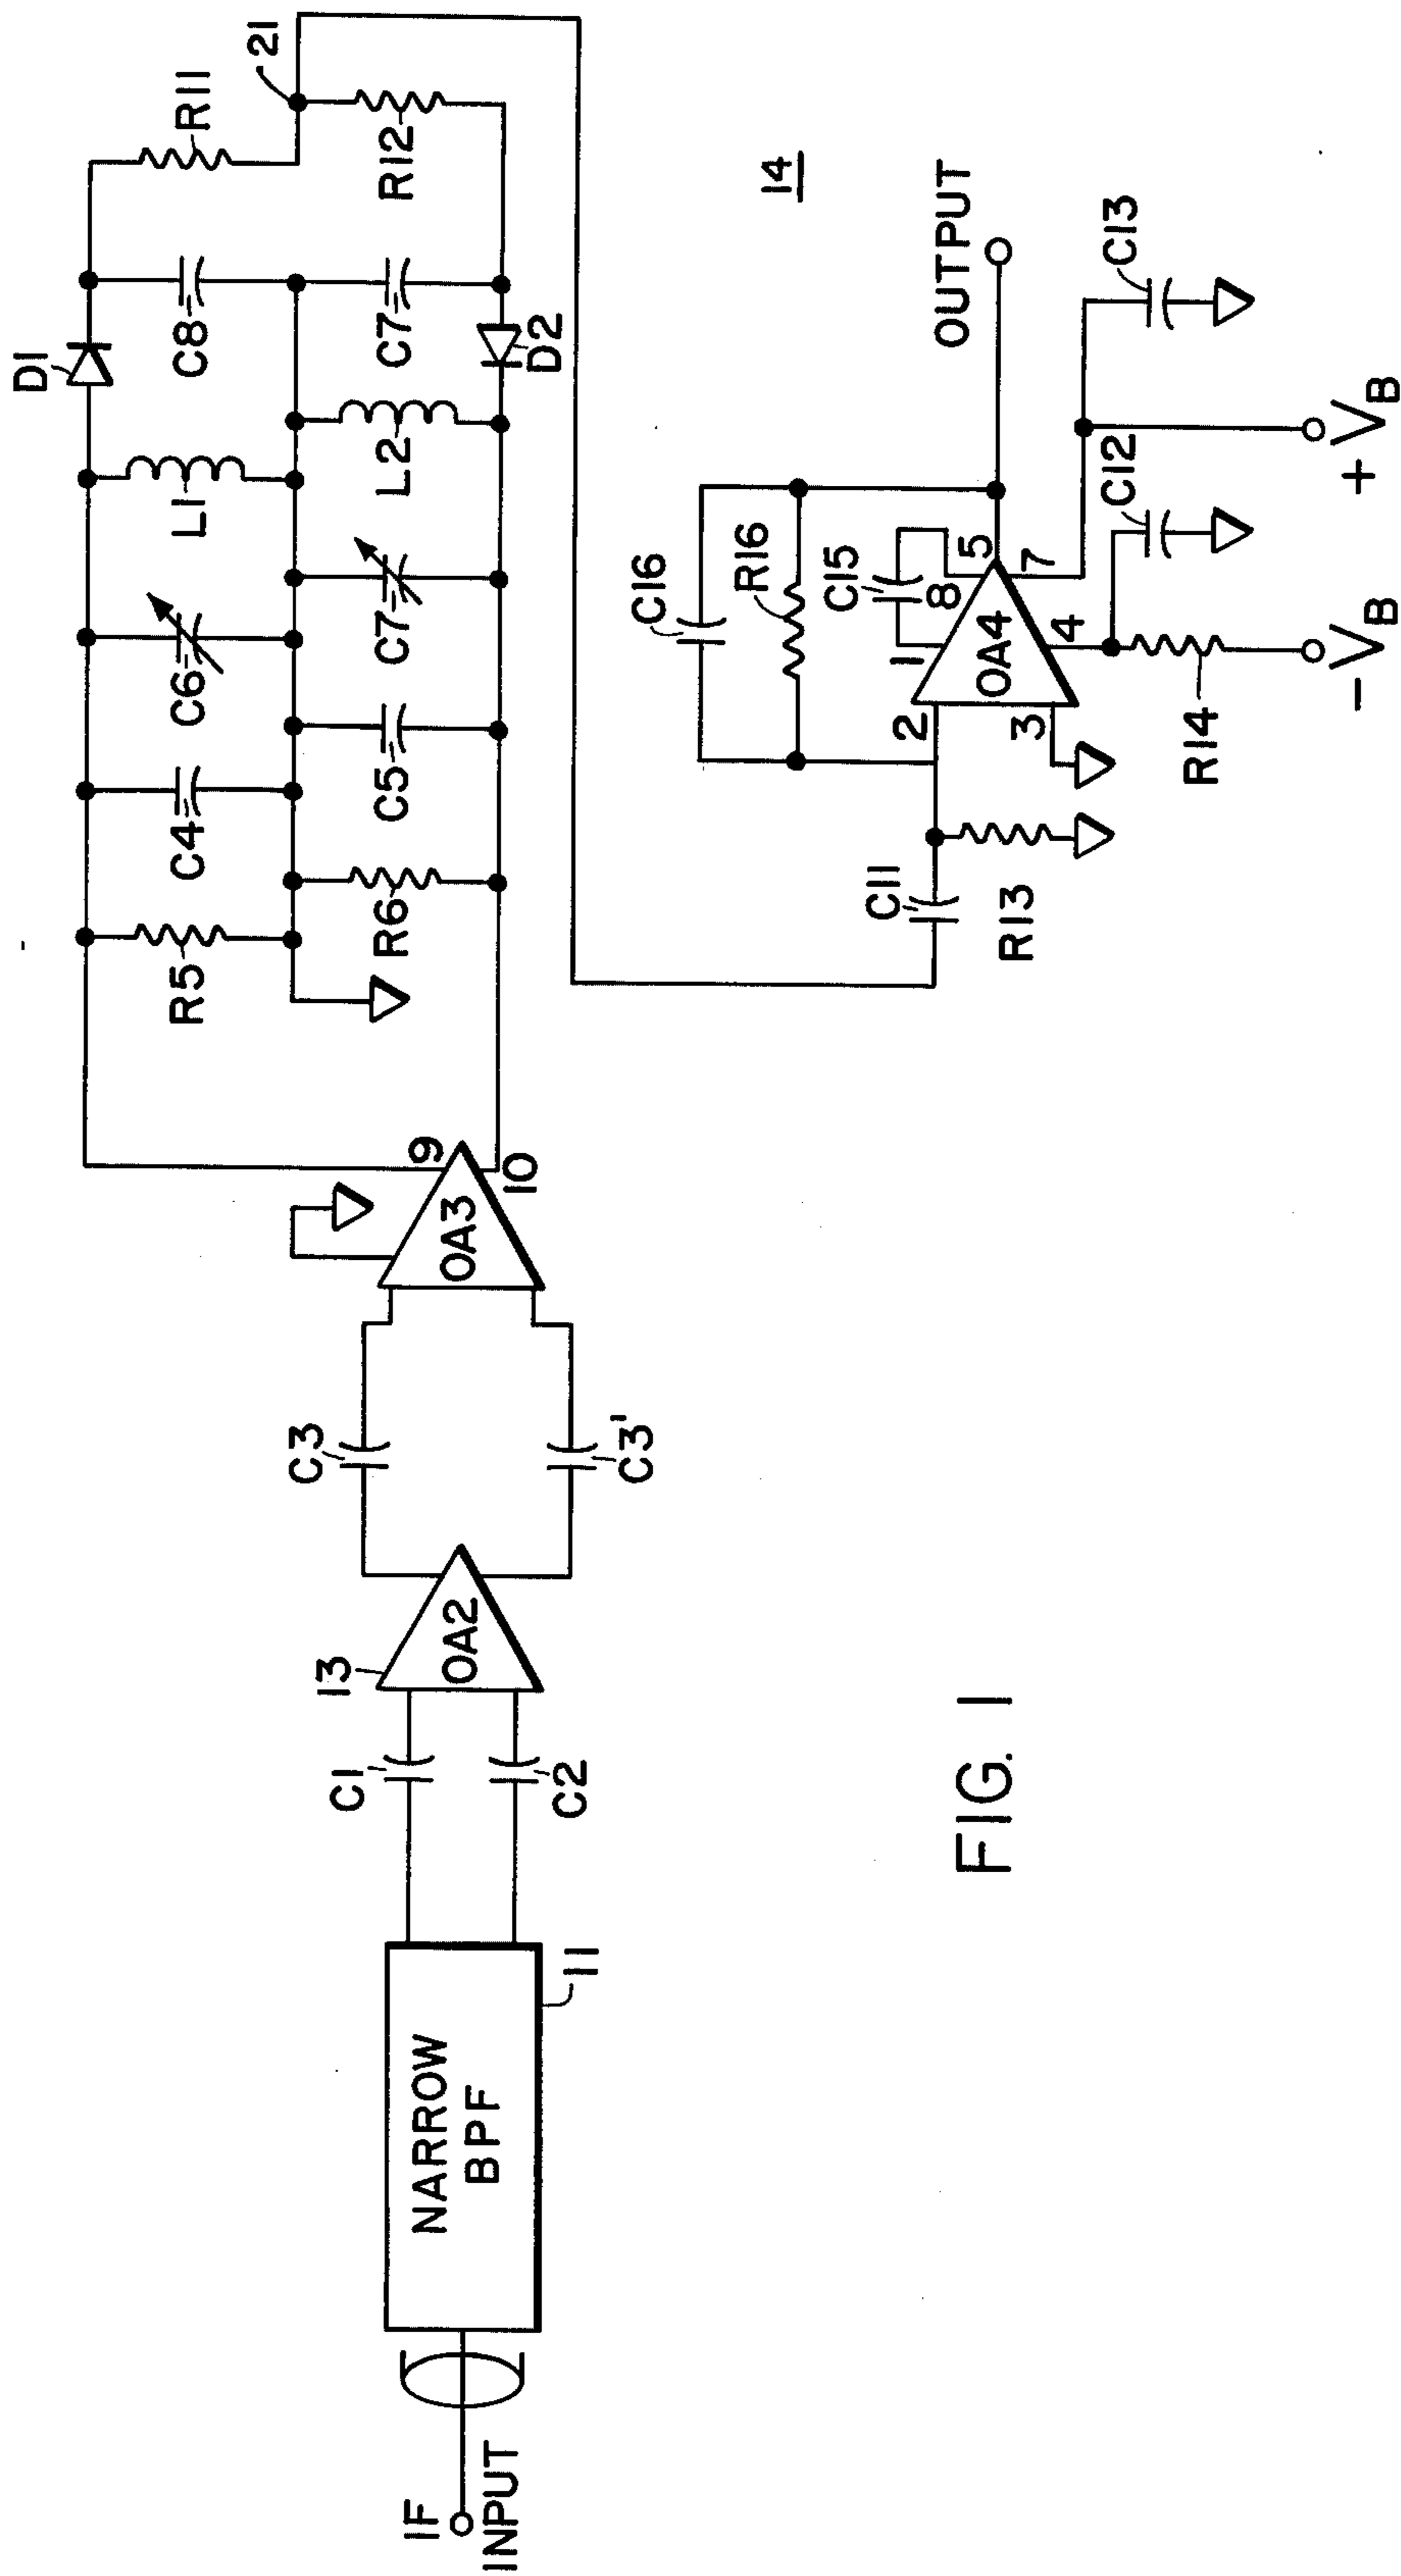 IF
INPUT
NARROW
BPF
11
C1
C2
13
OA2
C3
C3'
OA3
9
10
R5
R6
C4
C5
C6
C7
L1
L2
D1
D2
C8
C7
R11
R12
21
C11
R13
2
3
OA4
1
8
5
7
4
C15
R16
C16
R14
C12
C13
- VB
+ VB
OUTPUT
14
FIG. 1